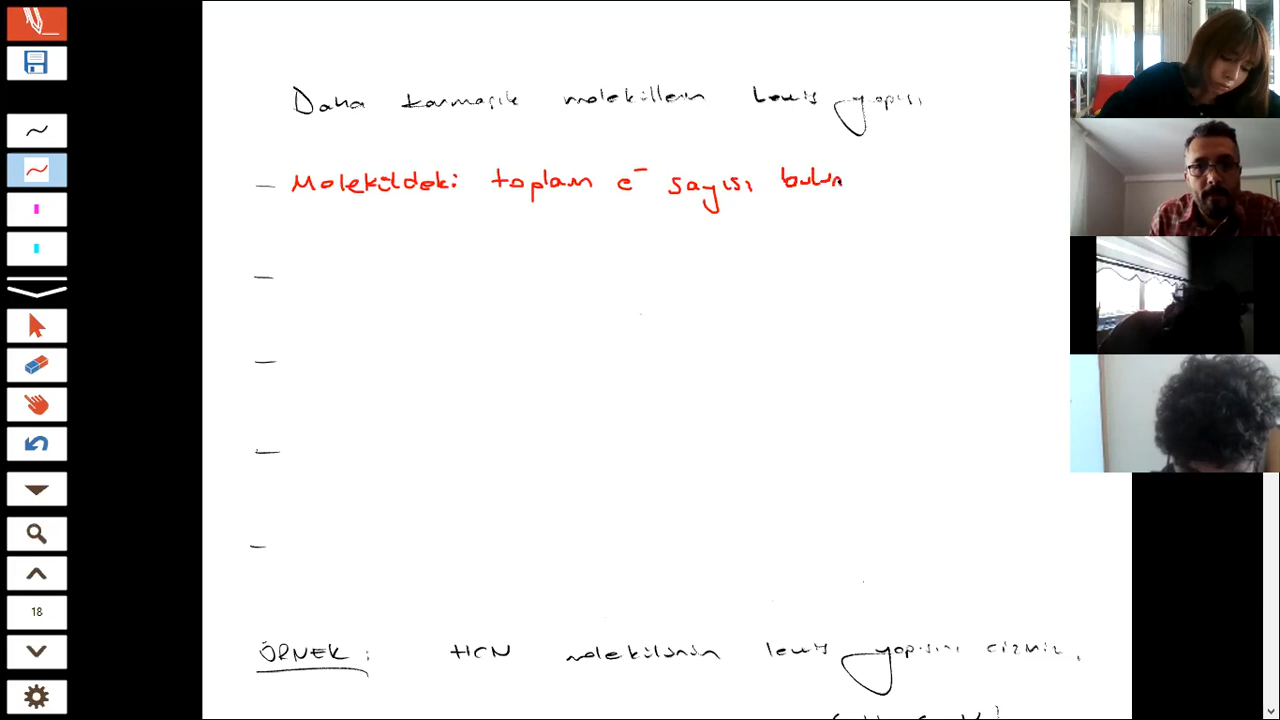 Daha karmaşık moleküllerin Lewis yapısı
— Moleküldeki toplam e⁻ sayısı bulun
—
—
—
—
ÖRNEK : HCN molekülünün lewis yapısını çiziniz.
18